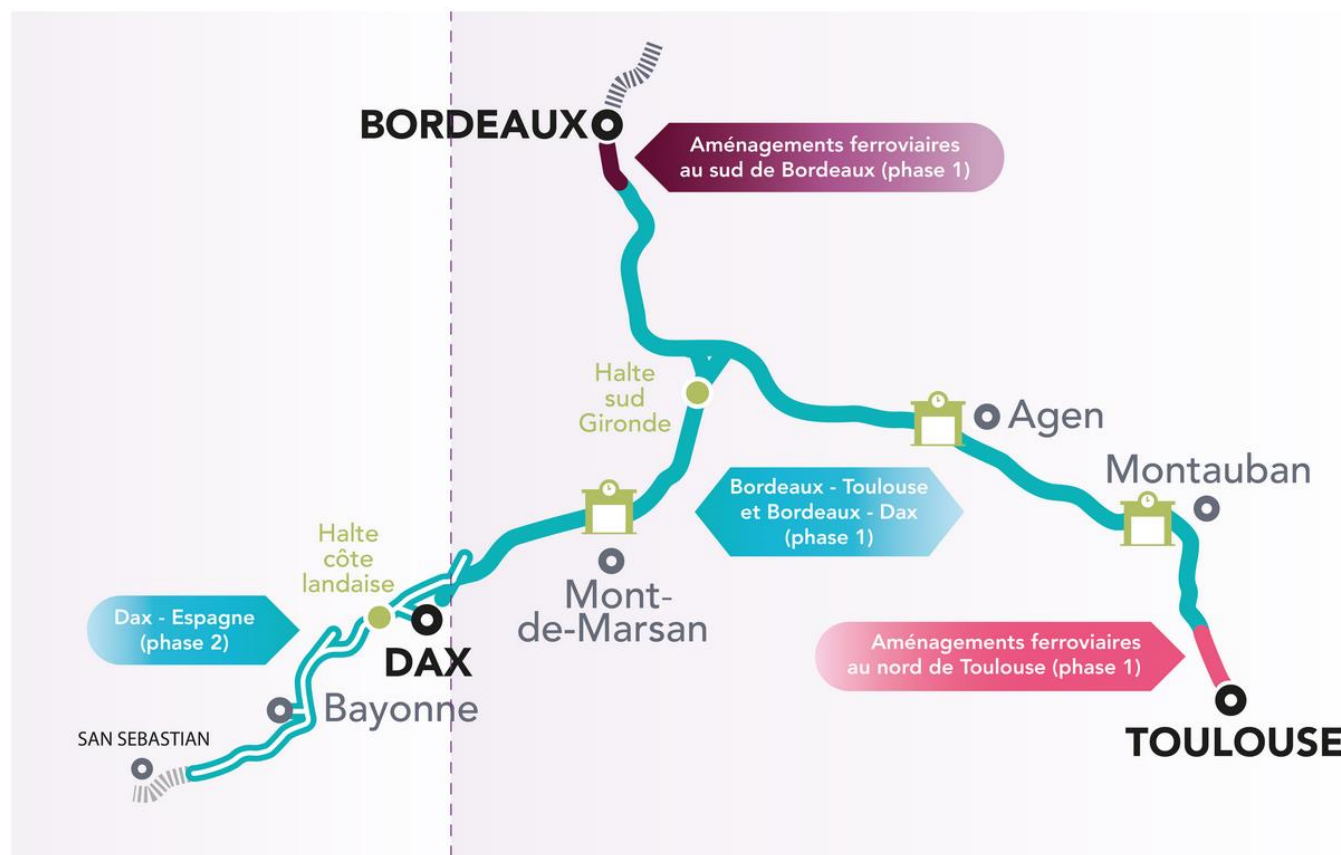 BORDEAUX
Aménagements ferroviaires
au sud de Bordeaux (phase 1)
Halte
sud
Gironde
Agen
Montauban
Bordeaux - Toulouse
et Bordeaux - Dax
(phase 1)
Halte
côte
landaise
Mont-
de-Marsan
Dax - Espagne
(phase 2)
DAX
Aménagements ferroviaires
au nord de Toulouse (phase 1)
Bayonne
SAN SEBASTIAN
TOULOUSE